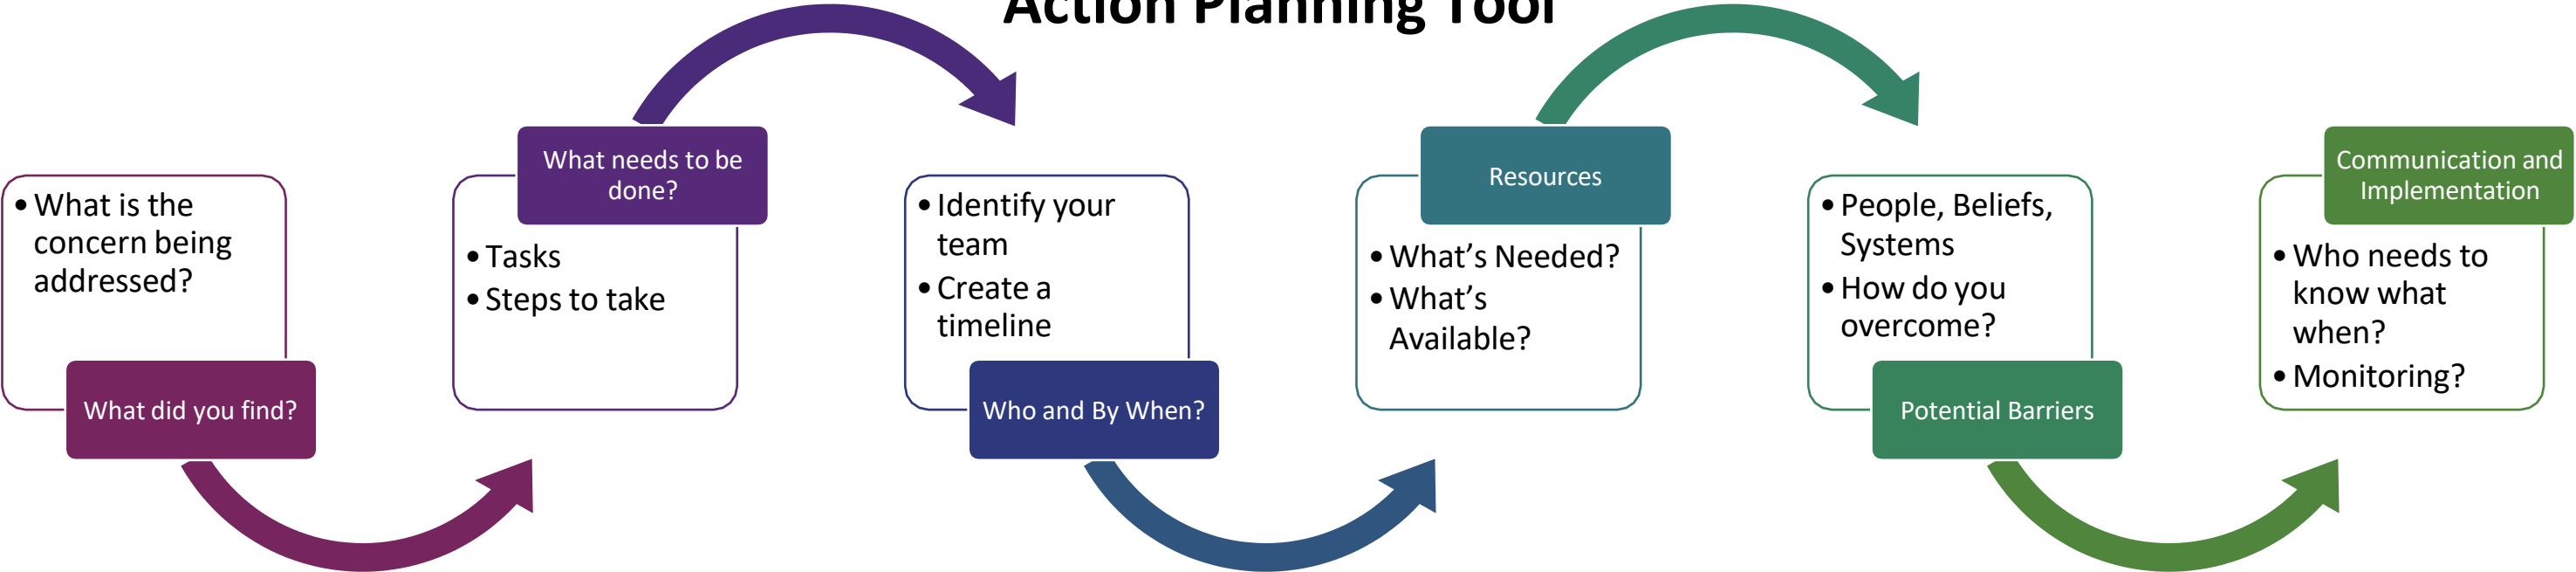 Action Planning Tool
• What is the
concern being
addressed?
What did you find?
What needs to be
done?
• Tasks
• Steps to take
• Identify your
team
• Create a
timeline
Who and By When?
Resources
• What's Needed?
• What's
Available?
• People, Beliefs,
Systems
• How do you
overcome?
Potential Barriers
Communication and
Implementation
• Who needs to
know what
when?
• Monitoring?